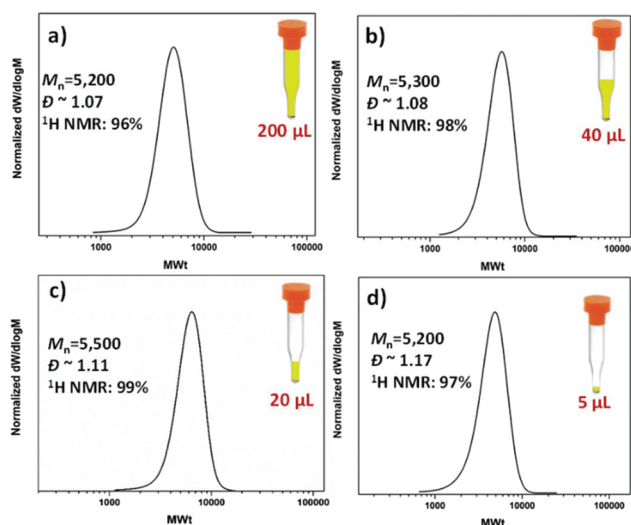 a)
Mn=5,200
Đ ~ 1.07
¹H NMR: 96%
200 µL
Normalized dW/dlogM
1000 10000 100000
MWt
b)
Mn=5,300
Đ ~ 1.08
¹H NMR: 98%
40 µL
Normalized dW/dlogM
1000 10000 100000
MWt
c)
Mn=5,500
Đ ~ 1.11
¹H NMR: 99%
20 µL
Normalized dW/dlogM
1000 10000 100000
MWt
d)
Mn=5,200
Đ ~ 1.17
¹H NMR: 97%
5 µL
Normalized dW/dlogM
1000 10000 100000
MWt